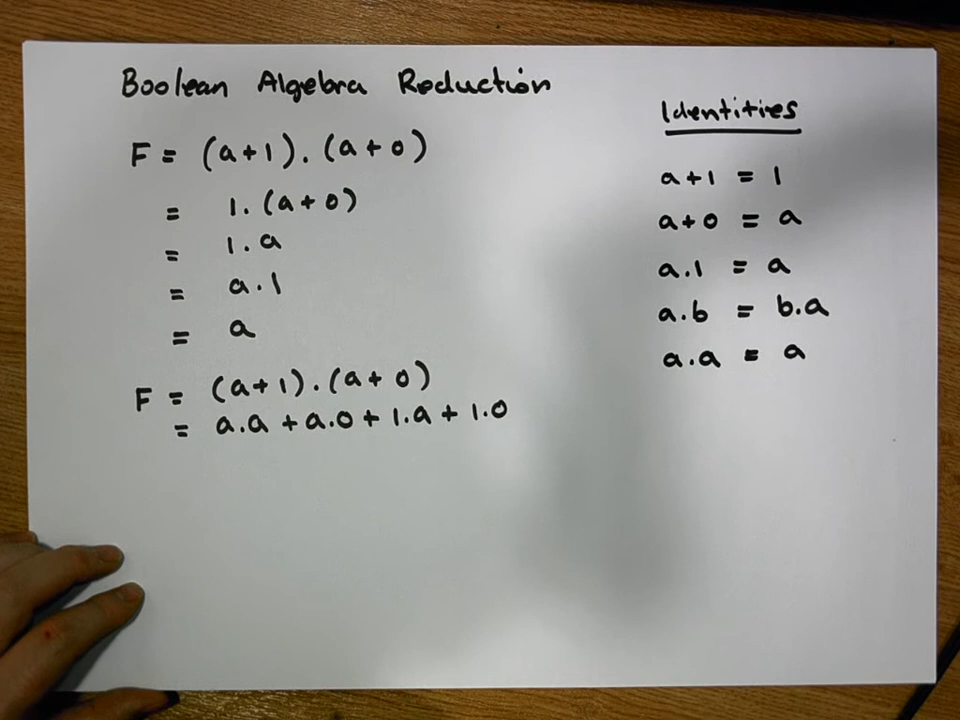 Boolean Algebra Reduction
F = (a+1).(a+0)
= 1.(a+0)
= 1.a
= a.1
= a
F = (a+1).(a+0)
= a.a + a.0 + 1.a + 1.0
Identities
a+1 = 1
a+0 = a
a.1 = a
a.b = b.a
a.a = a